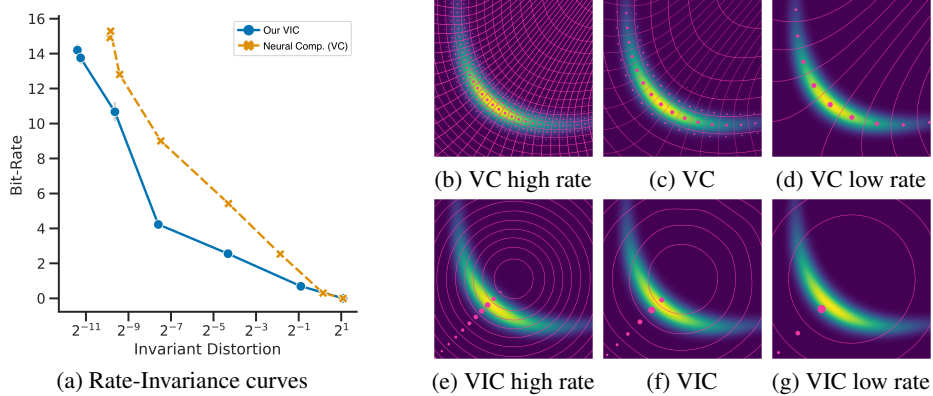 16
14
12
10
8
6
4
2
0
Bit-Rate
Our VIC
Neural Comp. (VC)
2^−11 2^−9 2^−7 2^−5 2^−3 2^−1 2^1
Invariant Distortion
(a) Rate-Invariance curves
(b) VC high rate (c) VC (d) VC low rate
(e) VIC high rate (f) VIC (g) VIC low rate